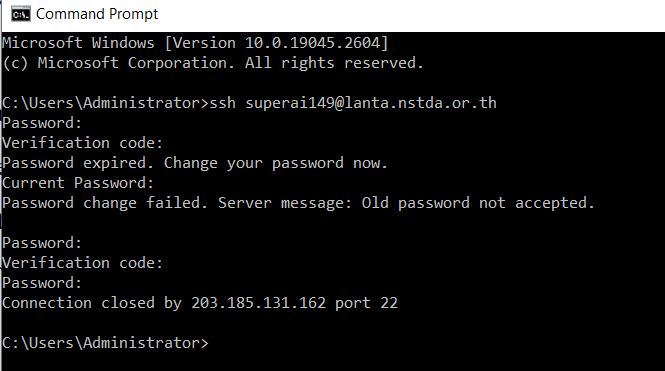 Command Prompt
Microsoft Windows [Version 10.0.19045.2604]
(c) Microsoft Corporation. All rights reserved.
C:\Users\Administrator>ssh superai149@lanta.nstda.or.th
Password:
Verification code:
Password expired. Change your password now.
Current Password:
Password change failed. Server message: Old password not accepted.
Password:
Verification code:
Password:
Connection closed by 203.185.131.162 port 22
C:\Users\Administrator>